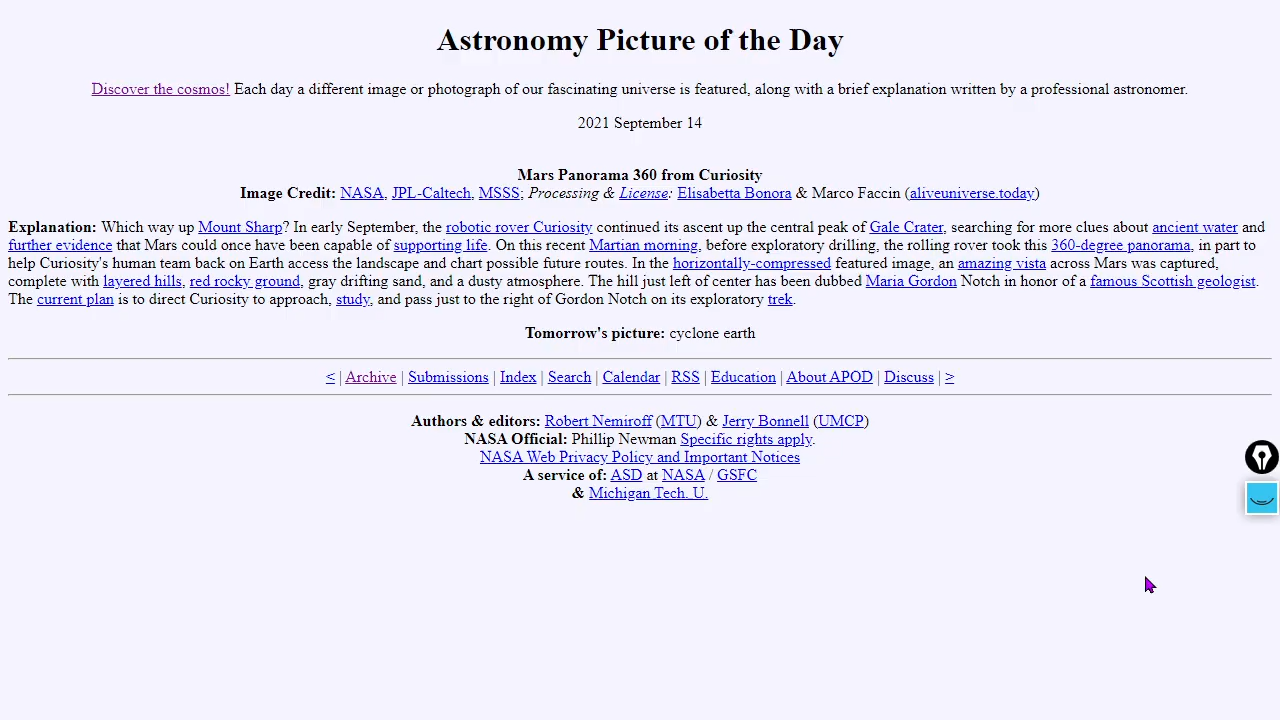 Astronomy Picture of the Day
Discover the cosmos! Each day a different image or photograph of our fascinating universe is featured, along with a brief explanation written by a professional astronomer.
2021 September 14
Mars Panorama 360 from Curiosity
Image Credit: NASA, JPL-Caltech, MSSS; Processing & License: Elisabetta Bonora & Marco Faccin (aliveuniverse.today)
Explanation: Which way up Mount Sharp? In early September, the robotic rover Curiosity continued its ascent up the central peak of Gale Crater, searching for more clues about ancient water and
further evidence that Mars could once have been capable of supporting life. On this recent Martian morning, before exploratory drilling, the rolling rover took this 360-degree panorama, in part to
help Curiosity's human team back on Earth access the landscape and chart possible future routes. In the horizontally-compressed featured image, an amazing vista across Mars was captured,
complete with layered hills, red rocky ground, gray drifting sand, and a dusty atmosphere. The hill just left of center has been dubbed Maria Gordon Notch in honor of a famous Scottish geologist.
The current plan is to direct Curiosity to approach, study, and pass just to the right of Gordon Notch on its exploratory trek.
Tomorrow's picture: cyclone earth
< | Archive | Submissions | Index | Search | Calendar | RSS | Education | About APOD | Discuss | >
Authors & editors: Robert Nemiroff (MTU) & Jerry Bonnell (UMCP)
NASA Official: Phillip Newman Specific rights apply.
NASA Web Privacy Policy and Important Notices
A service of: ASD at NASA / GSFC
& Michigan Tech. U.